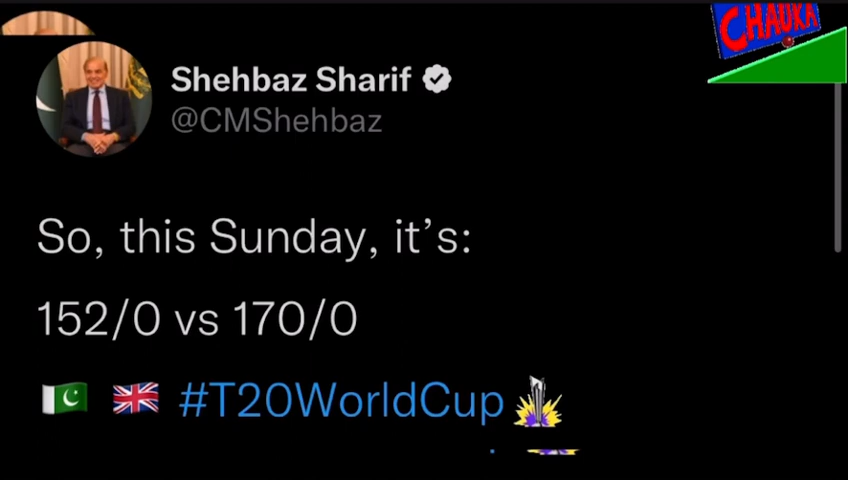 CHAUKA
Shehbaz Sharif
@CMShehbaz
So, this Sunday, it’s:
152/0 vs 170/0
🇵🇰 🇬🇧 #T20WorldCup